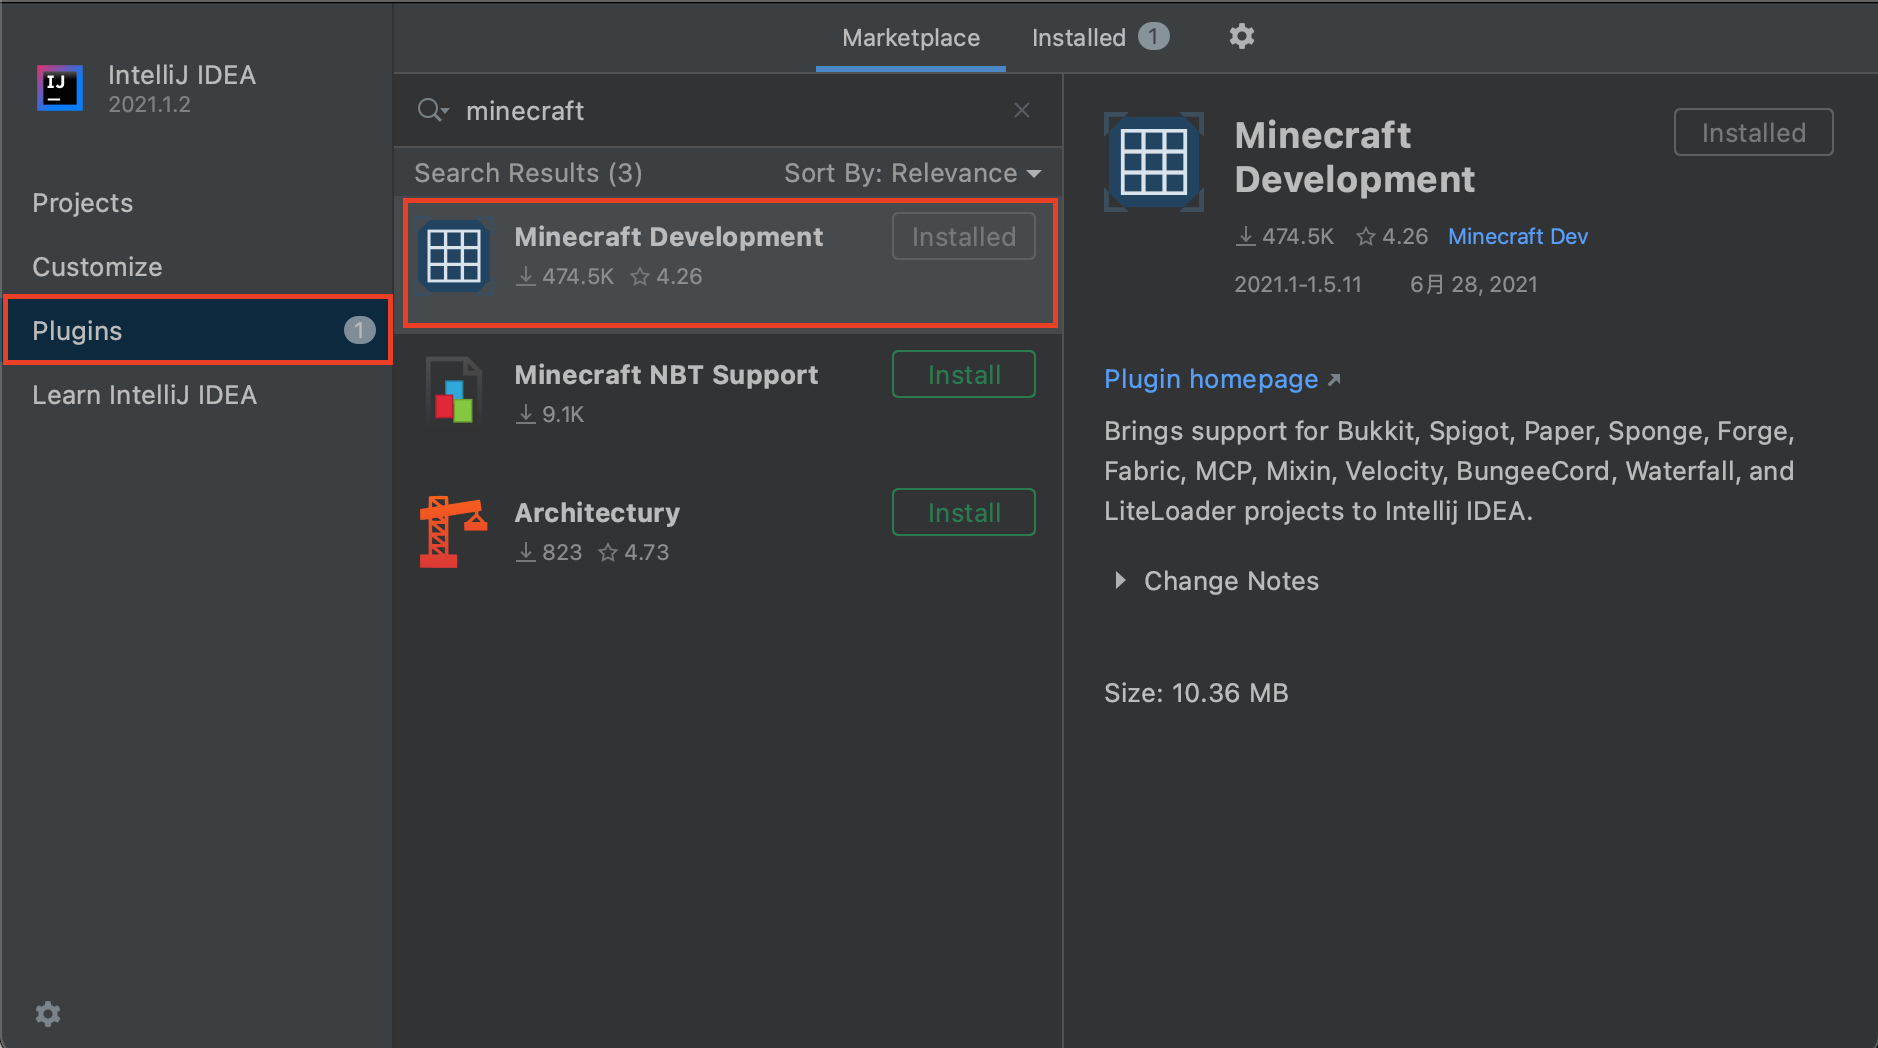 IJ
IntelliJ IDEA
2021.1.2
Projects
Customize
Plugins 1
Learn IntelliJ IDEA
Marketplace Installed 1
minecraft
Search Results (3) Sort By: Relevance
Minecraft Development Installed
474.5K 4.26
Minecraft NBT Support Install
9.1K
Architectury Install
823 4.73
Minecraft
Development
Installed
474.5K 4.26 Minecraft Dev
2021.1-1.5.11 6月 28, 2021
Plugin homepage
Brings support for Bukkit, Spigot, Paper, Sponge, Forge,
Fabric, MCP, Mixin, Velocity, BungeeCord, Waterfall, and
LiteLoader projects to Intellij IDEA.
Change Notes
Size: 10.36 MB